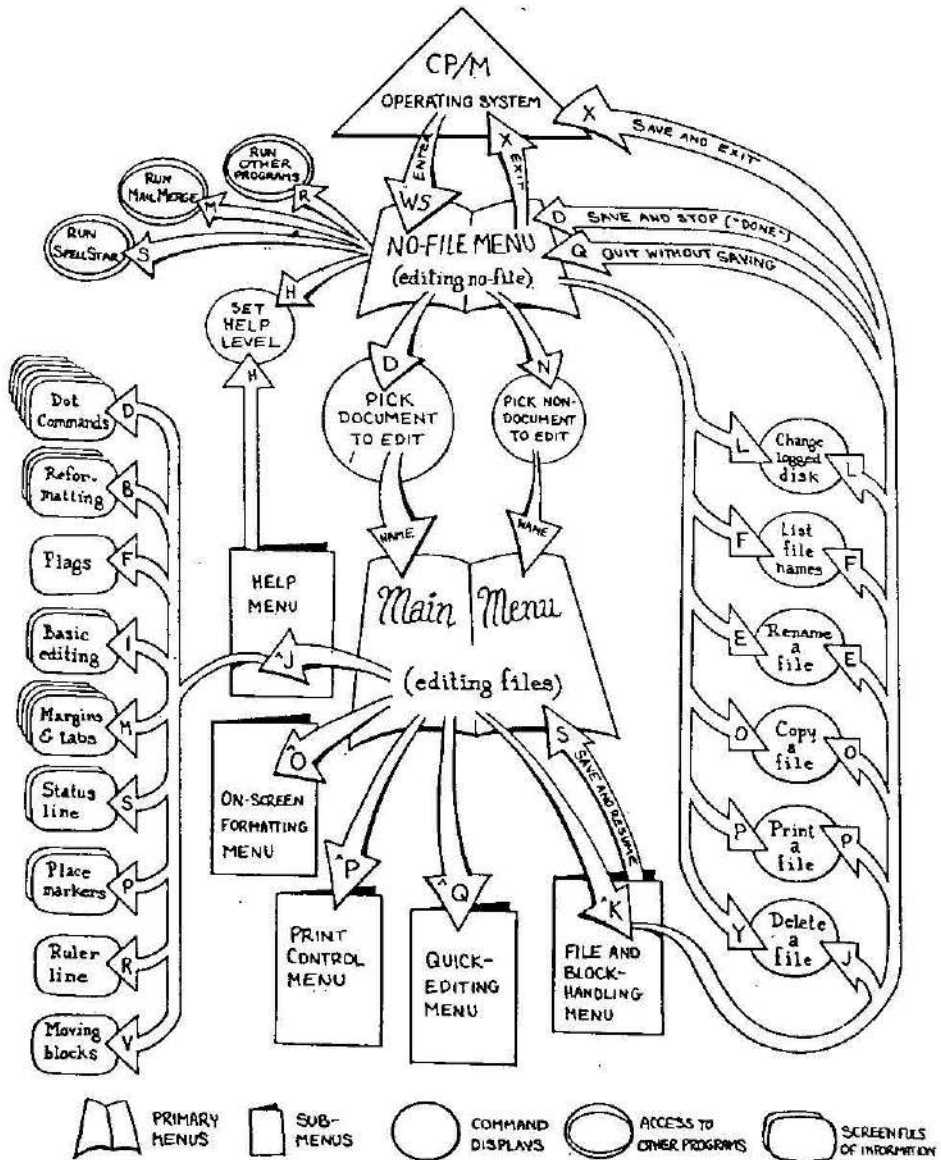 CP/M
OPERATING SYSTEM
X
SAVE AND EXIT
ENTER
WS
X
EXIT
RUN
OTHER
PROGRAMS
R
RUN
MAILMERGE
M
RUN
SPELLSTAR
S
D
SAVE AND STOP ("DONE")
Q
QUIT WITHOUT SAVING
NO-FILE MENU
(editing no-file)
H
SET
HELP
LEVEL
H
D
PICK
DOCUMENT
TO EDIT
NAME
N
PICK NON-
DOCUMENT
TO EDIT
NAME
Dot
Commands
D
Refor-
matting
B
Flags
F
Basic
editing
I
Margins
& tabs
M
Status
line
S
Place
markers
P
Ruler
line
R
Moving
blocks
V
HELP
MENU
^J
Main Menu
(editing files)
^O
ON-SCREEN
FORMATTING
MENU
^P
PRINT
CONTROL
MENU
^Q
QUICK-
EDITING
MENU
S
SAVE AND RESUME
^K
FILE AND
BLOCK-
HANDLING
MENU
L
Change
logged
disk
L
F
List
file
names
F
E
Rename
a
file
E
O
Copy
a
file
O
P
Print
a
file
P
Y
Delete
a
file
J
PRIMARY
MENUS
SUB-
MENUS
COMMAND
DISPLAYS
ACCESS TO
OTHER PROGRAMS
SCREENFULS
OF INFORMATION